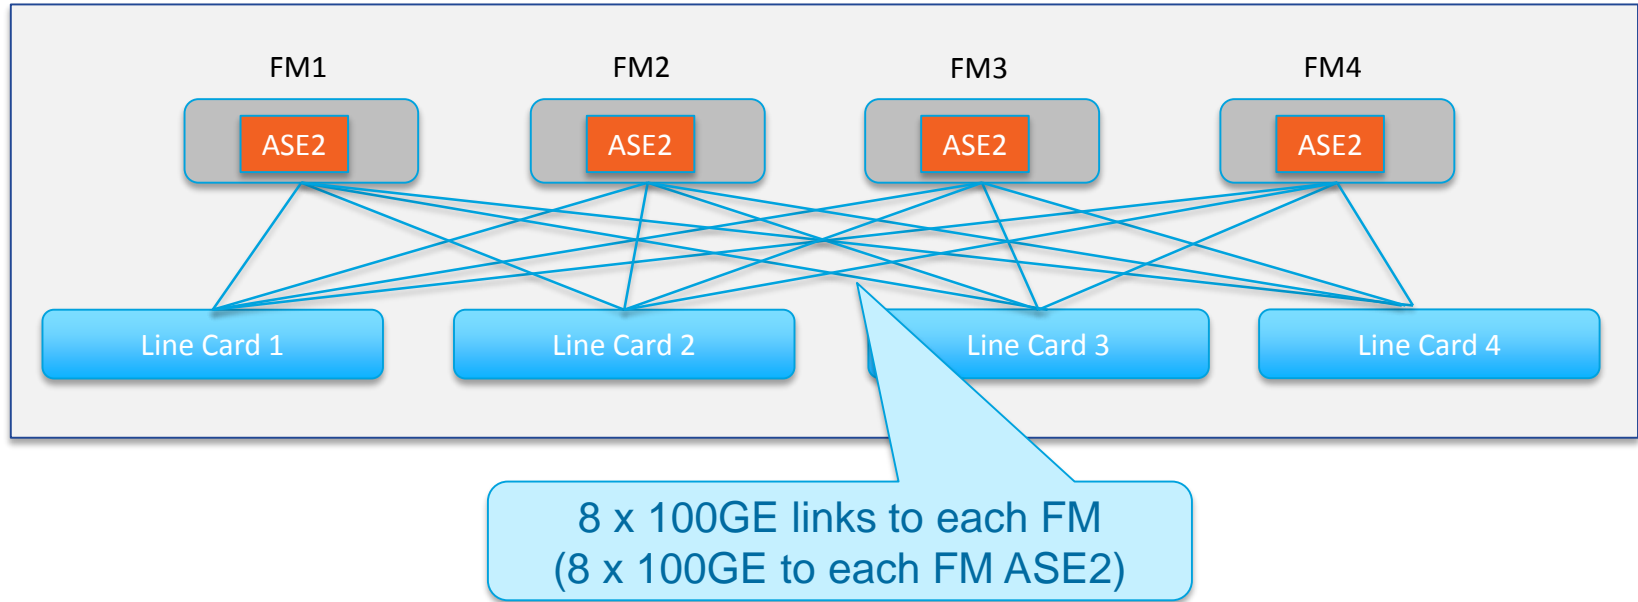 FM1 FM2 FM3 FM4
ASE2 ASE2 ASE2 ASE2
Line Card 1 Line Card 2 Line Card 3 Line Card 4
8 x 100GE links to each FM
(8 x 100GE to each FM ASE2)